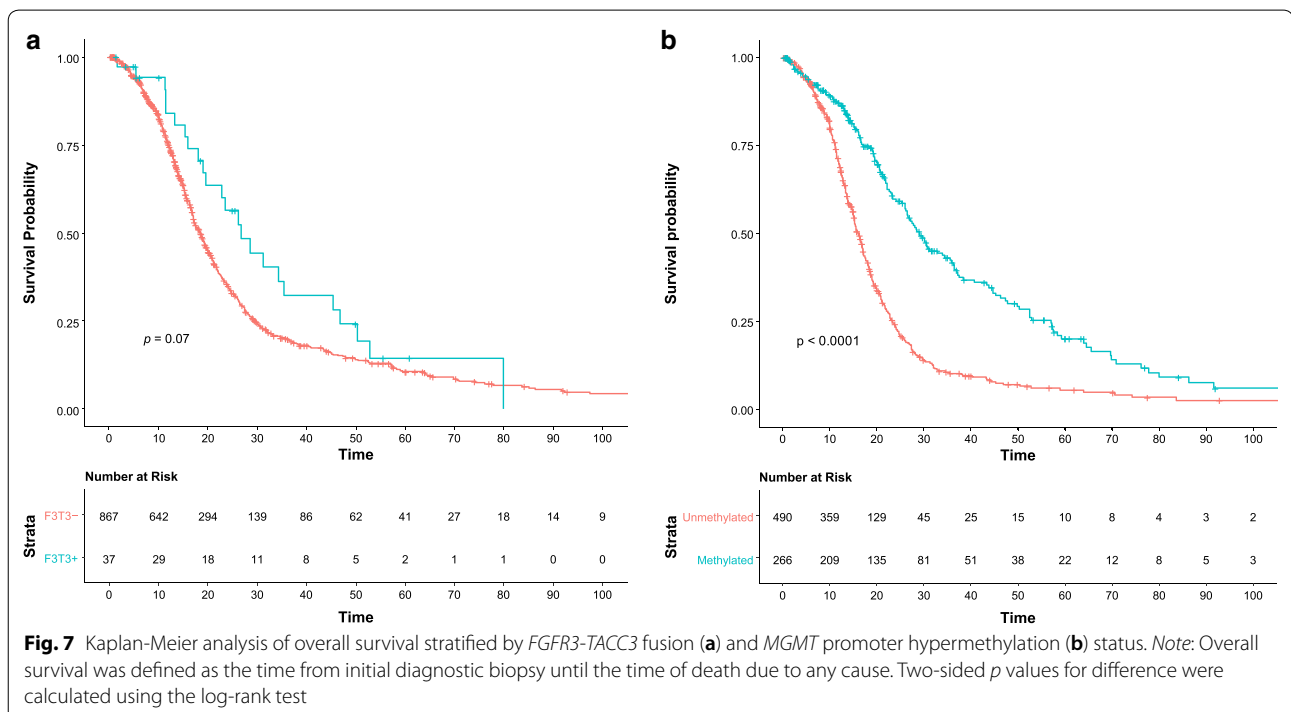 a
1.00
0.75
0.50
0.25
0.00
Survival Probability
p = 0.07
0 10 20 30 40 50 60 70 80 90 100
Time
Number at Risk
Strata
F3T3− 867 642 294 139 86 62 41 27 18 14 9
F3T3+ 37 29 18 11 8 5 2 1 1 0 0
0 10 20 30 40 50 60 70 80 90 100
Time
b
1.00
0.75
0.50
0.25
0.00
Survival probability
p < 0.0001
0 10 20 30 40 50 60 70 80 90 100
Time
Number at Risk
Strata
Unmethylated 490 359 129 45 25 15 10 8 4 3 2
Methylated 266 209 135 81 51 38 22 12 8 5 3
0 10 20 30 40 50 60 70 80 90 100
Time
Fig. 7 Kaplan-Meier analysis of overall survival stratified by FGFR3-TACC3 fusion (a) and MGMT promoter hypermethylation (b) status. Note: Overall
survival was defined as the time from initial diagnostic biopsy until the time of death due to any cause. Two-sided p values for difference were
calculated using the log-rank test